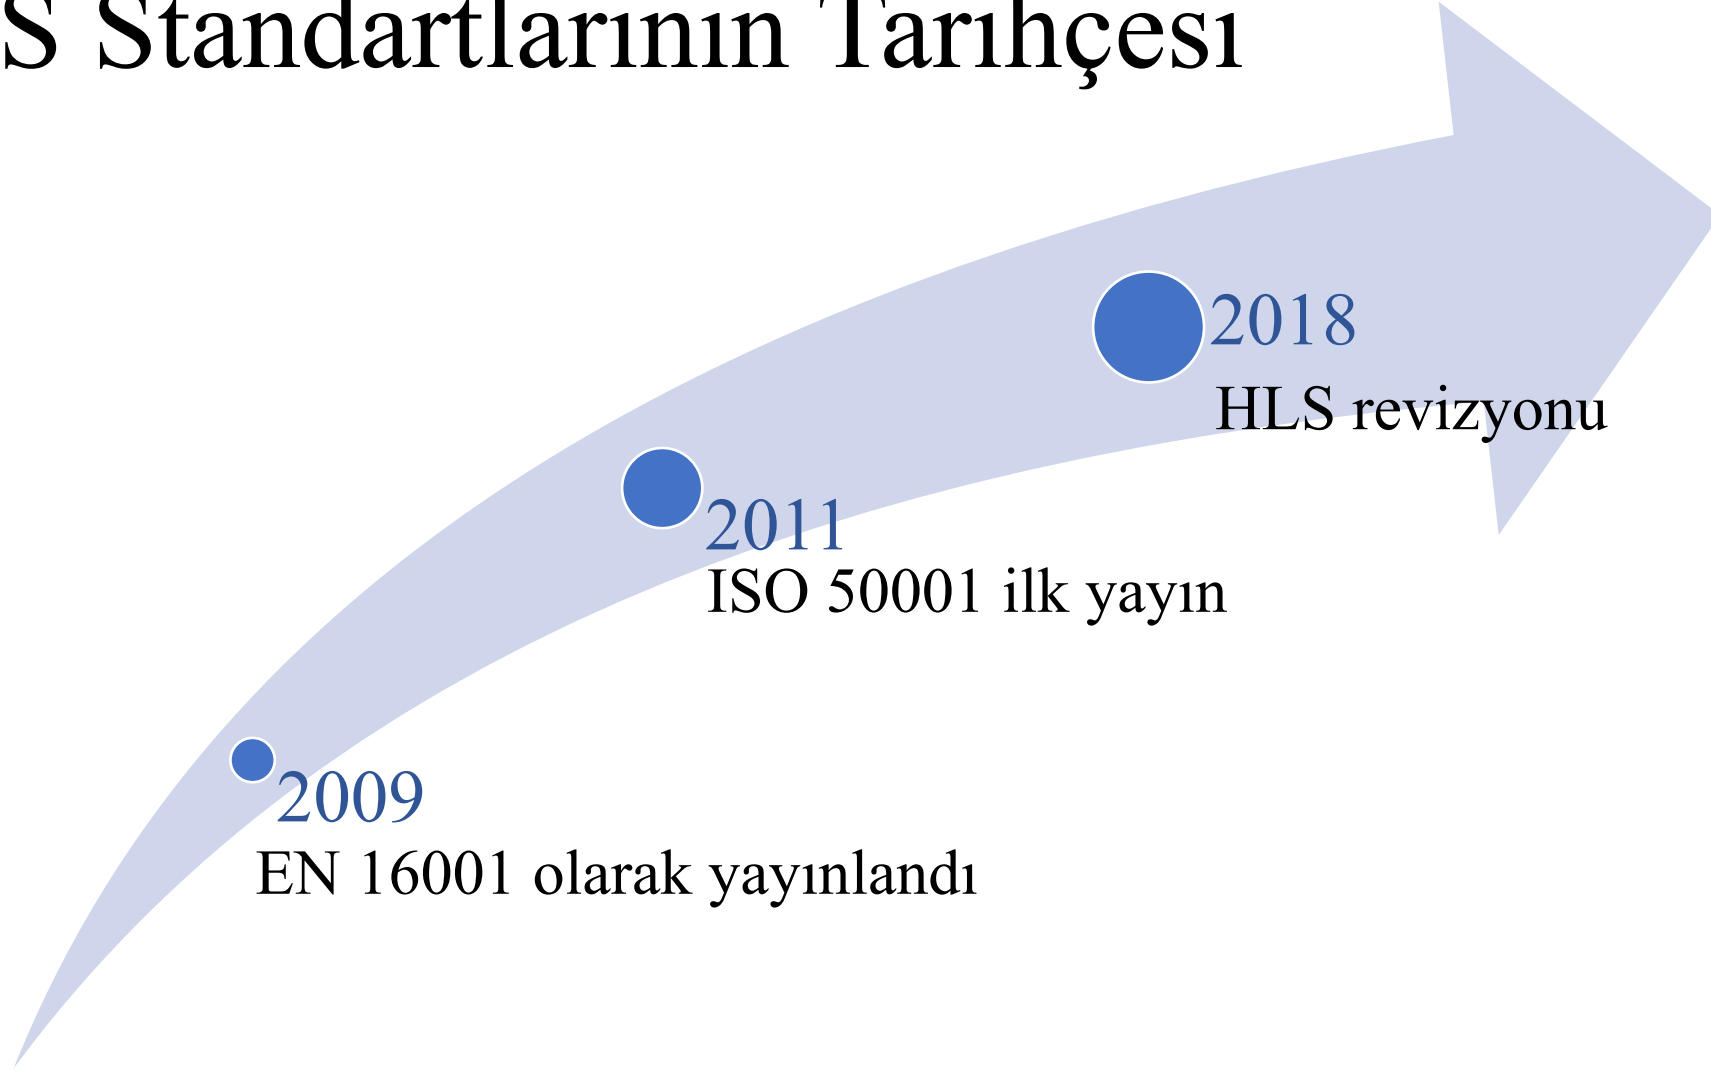 S Standartlarının Tarihçesi
2018
HLS revizyonu
2011
ISO 50001 ilk yayın
2009
EN 16001 olarak yayınlandı